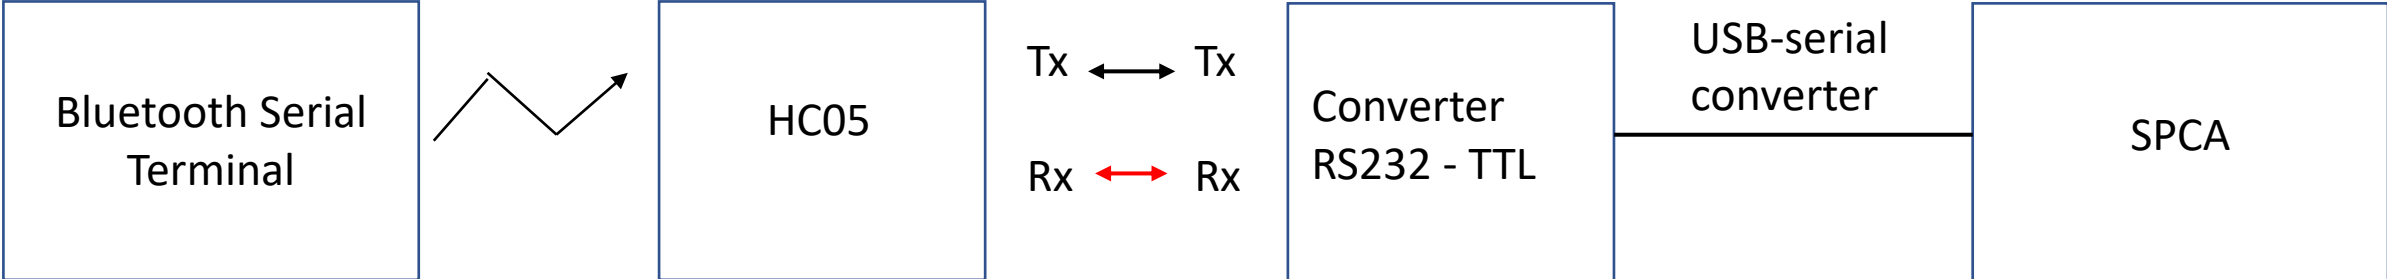 Bluetooth Serial
Terminal
HC05
Tx
Tx
Rx
Rx
Converter
RS232 - TTL
USB-serial
converter
SPCA